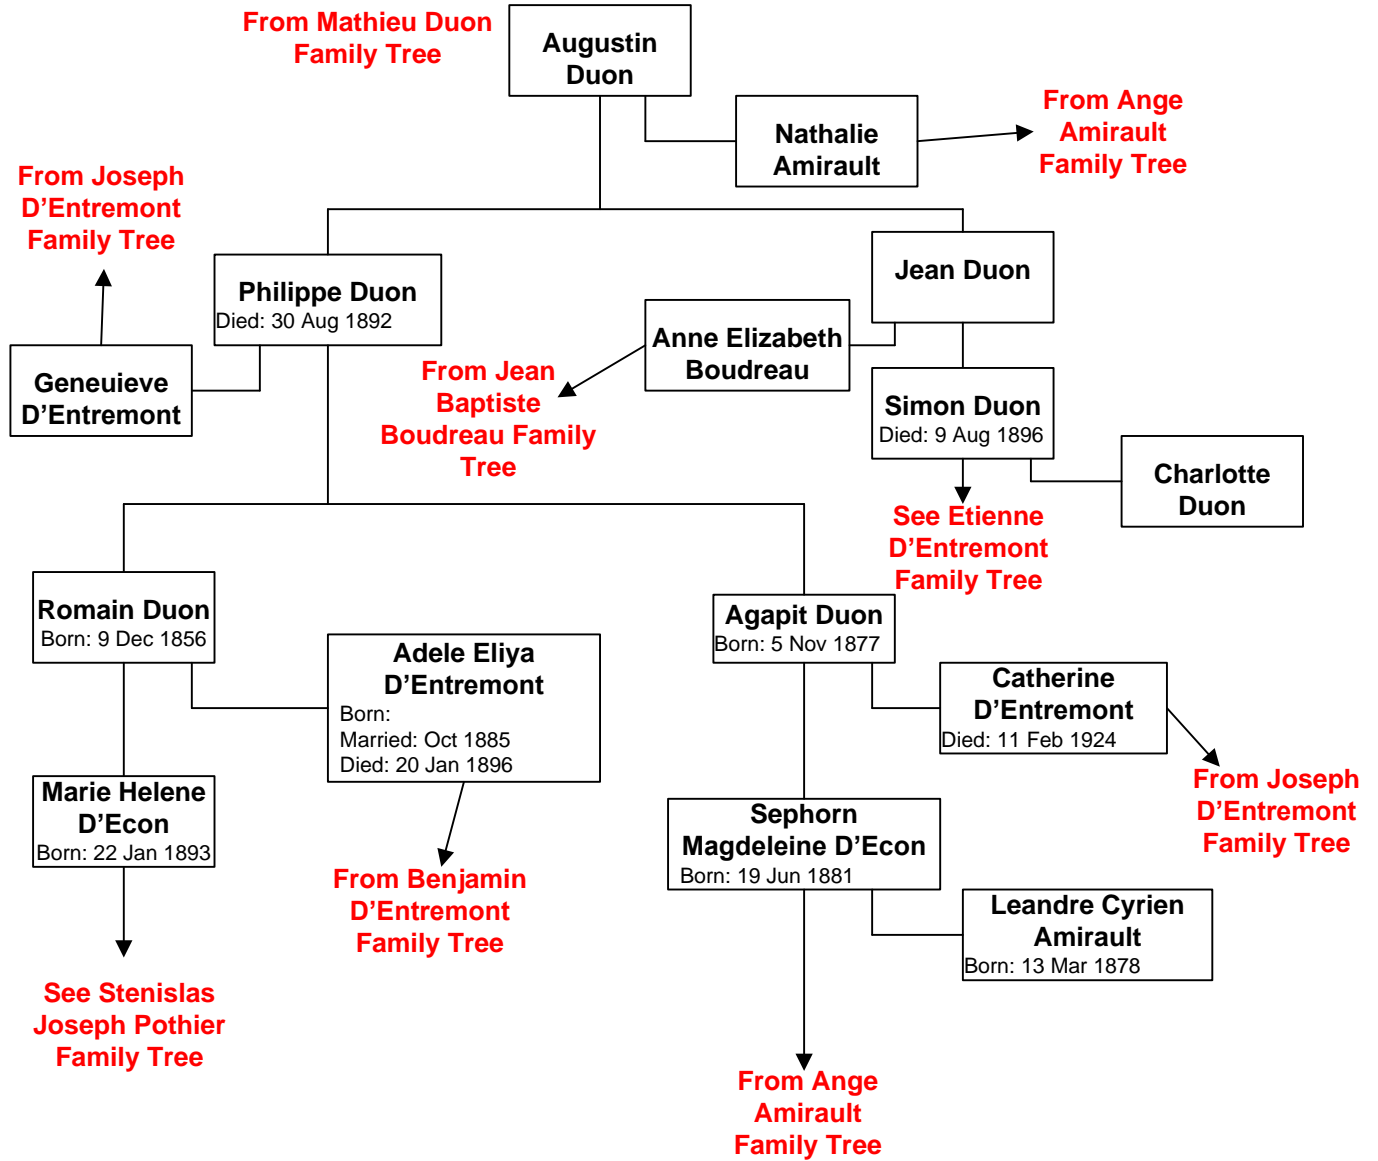 From Mathieu Duon
Family Tree
Augustin
Duon
Nathalie
Amirault
From Ange
Amirault
Family Tree
From Joseph
D’Entremont
Family Tree
Philippe Duon
Died: 30 Aug 1892
Jean Duon
Anne Elizabeth
Boudreau
Geneuieve
D’Entremont
From Jean
Baptiste
Boudreau Family
Tree
Simon Duon
Died: 9 Aug 1896
Charlotte
Duon
See Etienne
D’Entremont
Family Tree
Romain Duon
Born: 9 Dec 1856
Adele Eliya
D’Entremont
Born:
Married: Oct 1885
Died: 20 Jan 1896
Agapit Duon
Born: 5 Nov 1877
Catherine
D’Entremont
Died: 11 Feb 1924
From Joseph
D’Entremont
Family Tree
Marie Helene
D’Econ
Born: 22 Jan 1893
From Benjamin
D’Entremont
Family Tree
Sephorn
Magdeleine D’Econ
Born: 19 Jun 1881
Leandre Cyrien
Amirault
Born: 13 Mar 1878
See Stenislas
Joseph Pothier
Family Tree
From Ange
Amirault
Family Tree